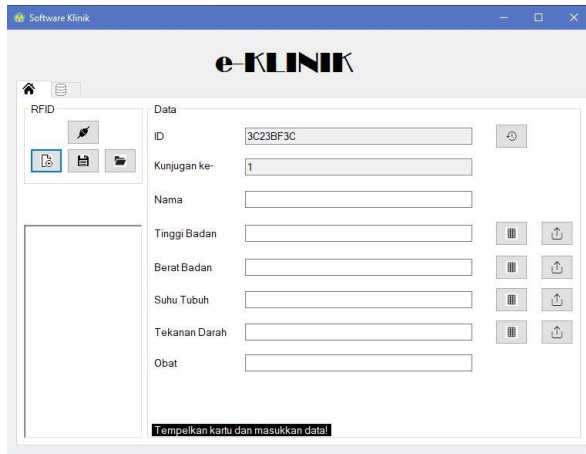 Software Klinik
e-KLINIK
RFID
Data
ID
3C23BF3C
Kunjungan ke-
1
Nama
Tinggi Badan
Berat Badan
Suhu Tubuh
Tekanan Darah
Obat
Tempelkan kartu dan masukkan data!